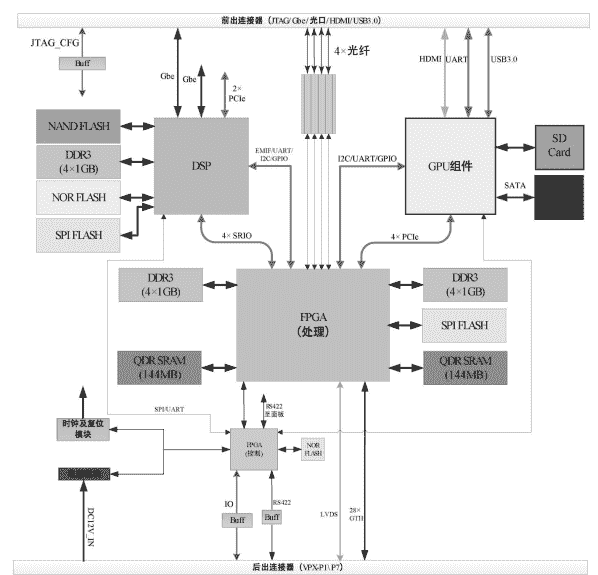 前出连接器（JTAG/ Gbe/ 光口/ HDMI/ USB3.0）
JTAG_CFG
Buff
Gbe
Gbe
2×
PCIe
4×光纤
HDMI
UART
USB3.0
NAND FLASH
DDR3
(4×1GB)
NOR FLASH
SPI FLASH
DSP
EMIF/UART/
I2C/GPIO
I2C/UART/GPIO
GPU组件
SD
Card
SATA
4× SRIO
4× PCIe
DDR3
(4×1GB)
QDR SRAM
(144MB)
FPGA
（处理）
DDR3
(4×1GB)
SPI FLASH
QDR SRAM
(144MB)
SPI/UART
RS422
至面板
时钟及复位
模块
FPGA
NOR
FLASH
DC12V_IN
IO
RS422
Buff
Buff
LVDS
28×
GTH
后出连接器（VPX-P1\ P7）